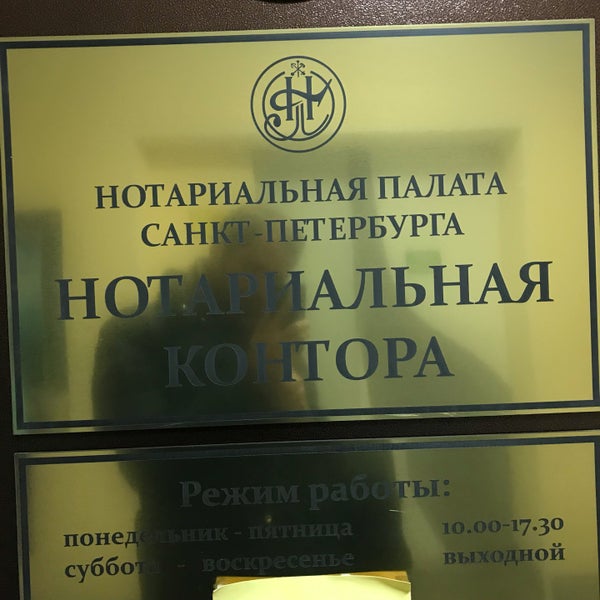 НОТАРИАЛЬНАЯ ПАЛАТА
САНКТ-ПЕТЕРБУРГА
НОТАРИАЛЬНАЯ
КОНТОРА
Режим работы:
понедельник - пятница 10.00-17.30
суббота - воскресенье выходной